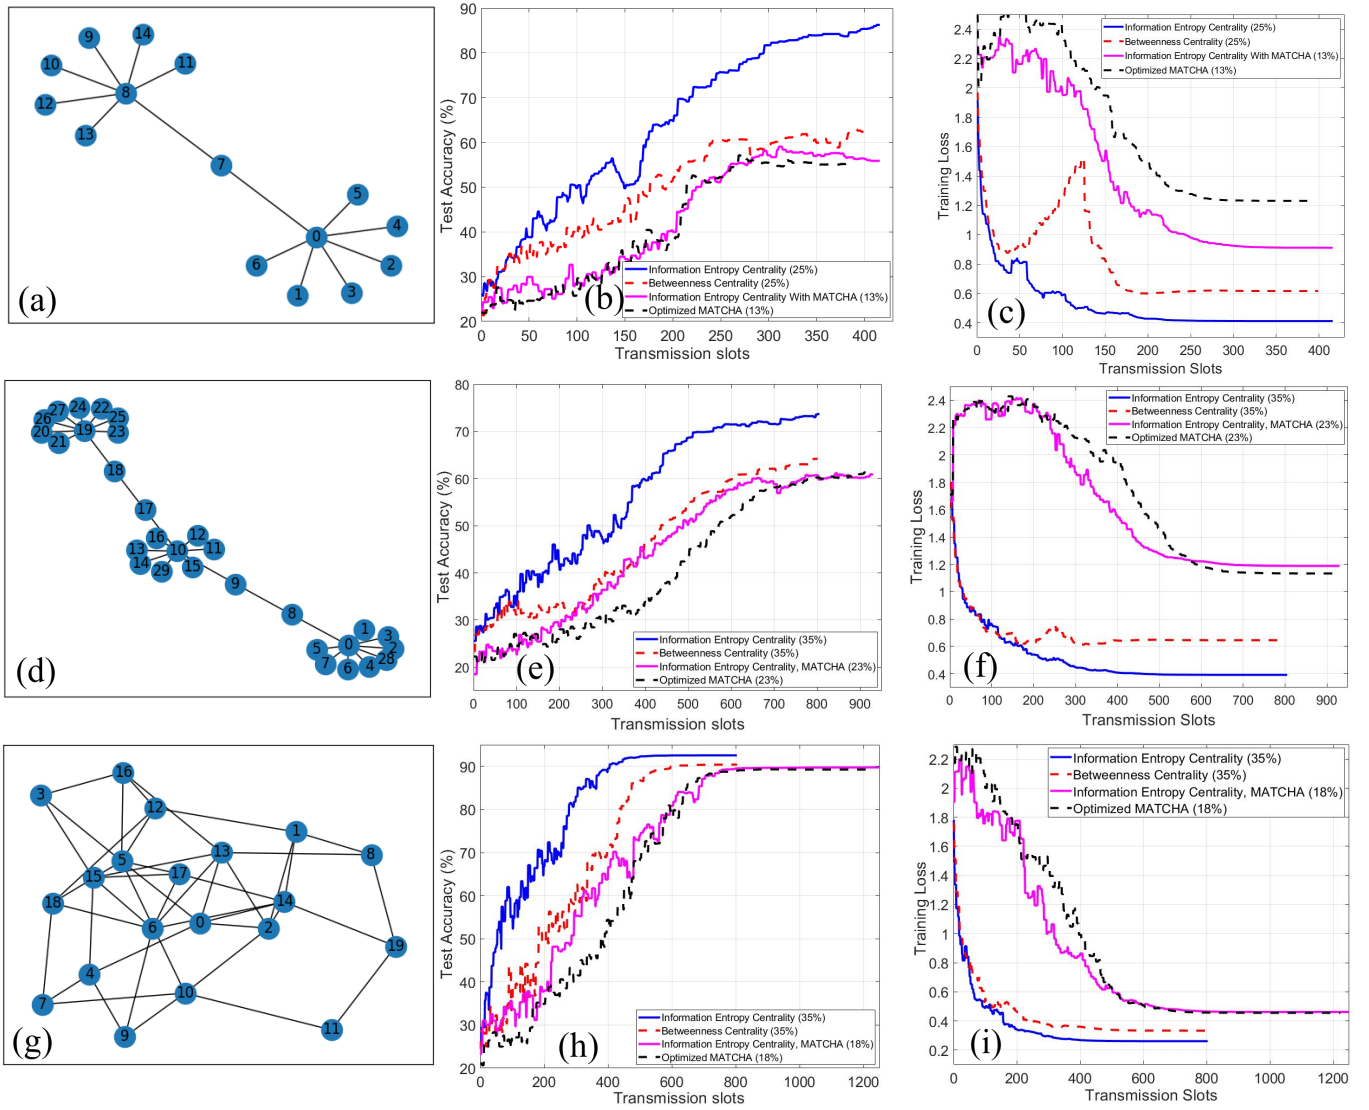 9
14
10
11
12
8
13
7
5
4
0
6
2
1
3
(a)
90
80
70
60
50
40
30
20
Test Accuracy (%)
Information Entropy Centrality (25%)
Betweenness Centrality (25%)
Information Entropy Centrality With MATCHA (13%)
Optimized MATCHA (13%)
(b)
0 50 100 150 200 250 300 350 400
Transmission slots
2.4
2.2
2
1.8
1.6
1.4
1.2
1
0.8
0.6
0.4
Training Loss
Information Entropy Centrality (25%)
Betweenness Centrality (25%)
Information Entropy Centrality With MATCHA (13%)
Optimized MATCHA (13%)
(c)
0 50 100 150 200 250 300 350 400
Transmission Slots
27
24
22
26
25
20
19
23
21
18
17
16
12
13
10
11
14
29
15
9
8
1
3
5
0
2
7
6
4
28
(d)
80
70
60
50
40
30
20
Test Accuracy (%)
Information Entropy Centrality (35%)
Betweenness Centrality (35%)
Information Entropy Centrality, MATCHA (23%)
Optimized MATCHA (23%)
(e)
0 100 200 300 400 500 600 700 800 900
Transmission slots
2.4
2.2
2
1.8
1.6
1.4
1.2
1
0.8
0.6
0.4
Training Loss
Information Entropy Centrality (35%)
Betweenness Centrality (35%)
Information Entropy Centrality, MATCHA (23%)
Optimized MATCHA (23%)
(f)
0 100 200 300 400 500 600 700 800 900
Transmission Slots
16
3
12
1
13
8
5
15
17
18
14
6
0
2
19
4
10
7
11
9
(g)
90
80
70
60
50
40
30
20
Test Accuracy (%)
Information Entropy Centrality (35%)
Betweenness Centrality (35%)
Information Entropy Centrality, MATCHA (18%)
Optimized MATCHA (18%)
(h)
0 200 400 600 800 1000 1200
Transmission slots
2.2
2
1.8
1.6
1.4
1.2
1
0.8
0.6
0.4
0.2
Training Loss
Information Entropy Centrality (35%)
Betweenness Centrality (35%)
Information Entropy Centrality, MATCHA (18%)
Optimized MATCHA (18%)
(i)
0 200 400 600 800 1000 1200
Transmission Slots